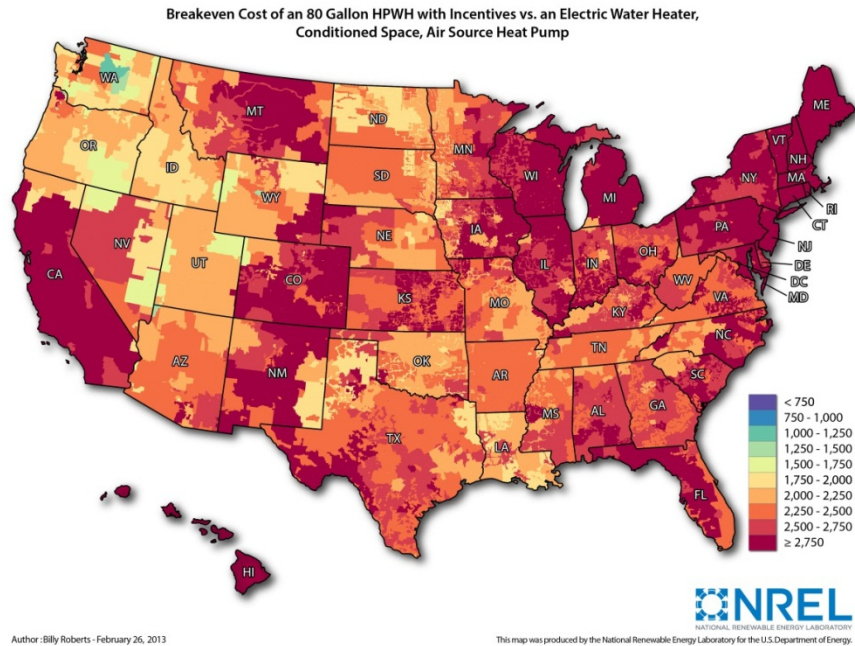 Breakeven Cost of an 80 Gallon HPWH with Incentives vs. an Electric Water Heater,
Conditioned Space, Air Source Heat Pump
WA
MT
ND
MN
ME
VT
NH
OR
ID
WY
SD
WI
MI
NY
MA
RI
CT
NV
UT
NE
IA
PA
NJ
CA
CO
KS
MO
IL
IN
OH
WV
VA
DE
DC
MD
KY
AZ
NM
OK
AR
TN
NC
SC
TX
LA
MS
AL
GA
FL
HI
< 750
750 - 1,000
1,000 - 1,250
1,250 - 1,500
1,500 - 1,750
1,750 - 2,000
2,000 - 2,250
2,250 - 2,500
2,500 - 2,750
≥ 2,750
NREL
NATIONAL RENEWABLE ENERGY LABORATORY
Author : Billy Roberts - February 26, 2013
This map was produced by the National Renewable Energy Laboratory for the U.S. Department of Energy.